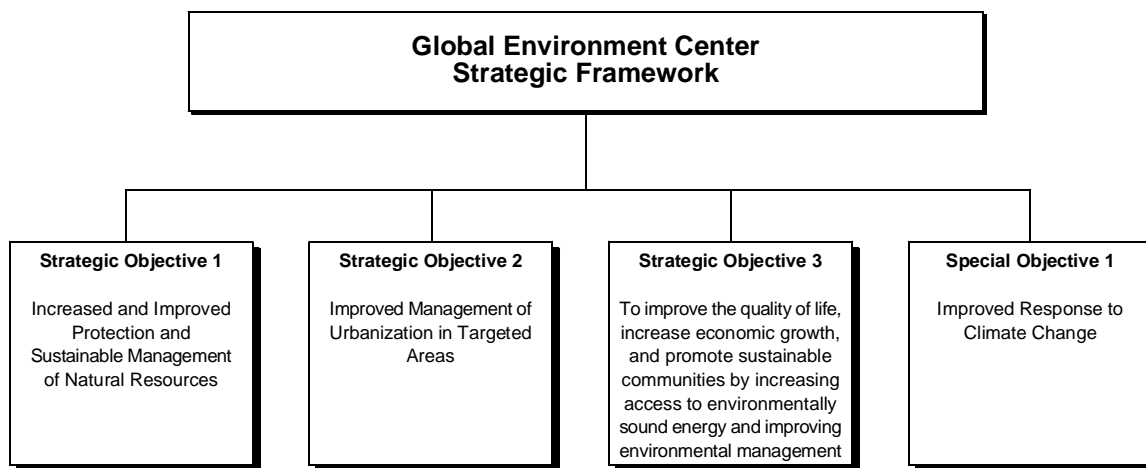 Global Environment Center
Strategic Framework
Strategic Objective 1
Increased and Improved
Protection and
Sustainable Management
of Natural Resources
Strategic Objective 2
Improved Management of
Urbanization in Targeted
Areas
Strategic Objective 3
To improve the quality of life,
increase economic growth,
and promote sustainable
communities by increasing
access to environmentally
sound energy and improving
environmental management
Special Objective 1
Improved Response to
Climate Change